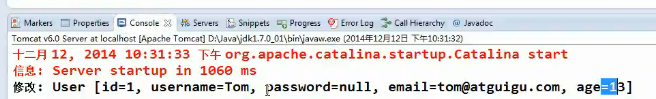 Markers Properties Console Servers Snippets Progress Error Log Call Hierarchy Javadoc
Tomcat v6.0 Server at localhost [Apache Tomcat] D:\Java\jdk1.7.0_01\bin\javaw.exe (2014年12月12日 下午10:31:32)
十二月 12, 2014 10:31:33 下午 org.apache.catalina.startup.Catalina start
信息: Server startup in 1060 ms
修改: User [id=1, username=Tom, password=null, email=tom@atguigu.com, age=13]